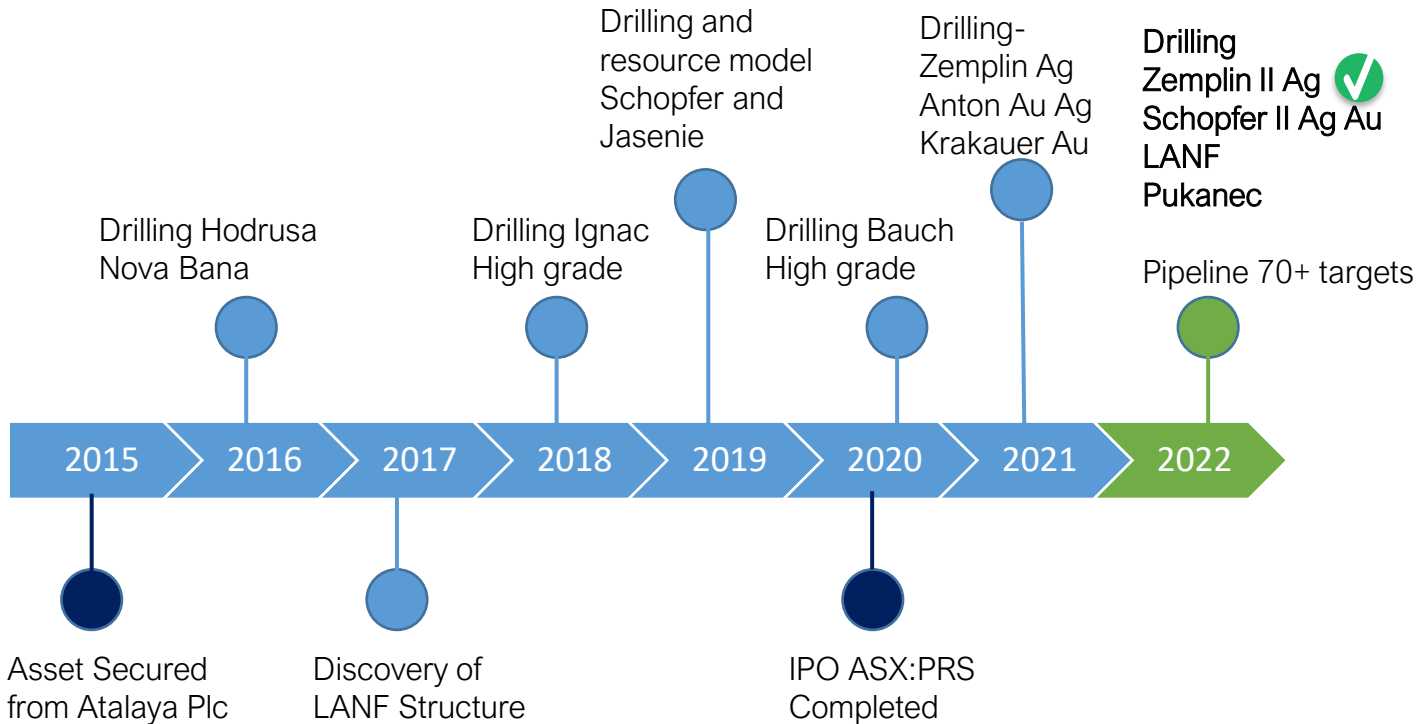 Drilling and
resource model
Schopfer and
Jasenie
Drilling-
Zemplin Ag
Anton Au Ag
Krakauer Au
Drilling
Zemplin II Ag
Schopfer II Ag Au
LANF
Pukanec
Pipeline 70+ targets
Drilling Hodrusa
Nova Bana
Drilling Ignac
High grade
Drilling Bauch
High grade
2015
2016
2017
2018
2019
2020
2021
2022
Asset Secured
from Atalaya Plc
Discovery of
LANF Structure
IPO ASX:PRS
Completed